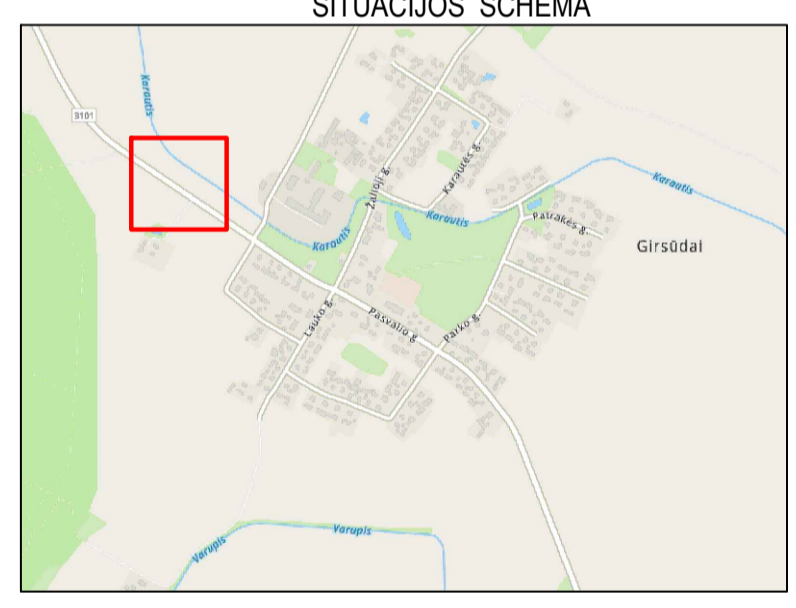 SITUACIJOS SCHEMA
Karautis
3101
Žalioji g.
Karautės g.
Karautis
Karautis
Karautis
Patrakės g.
Girsūdai
Lauko g.
Pasvalio g.
Parko g.
Varupis
Varupis